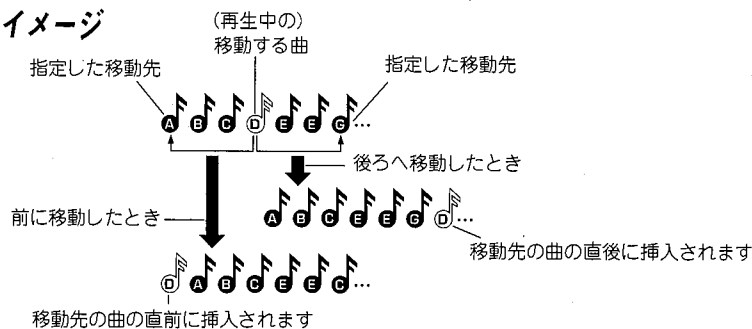 イメージ
(再生中の)
移動する曲
指定した移動先
指定した移動先
A B C D E E G …
後ろへ移動したとき
A B C E E G D …
前に移動したとき
移動先の曲の直後に挿入されます
D A B C E E C …
移動先の曲の直前に挿入されます